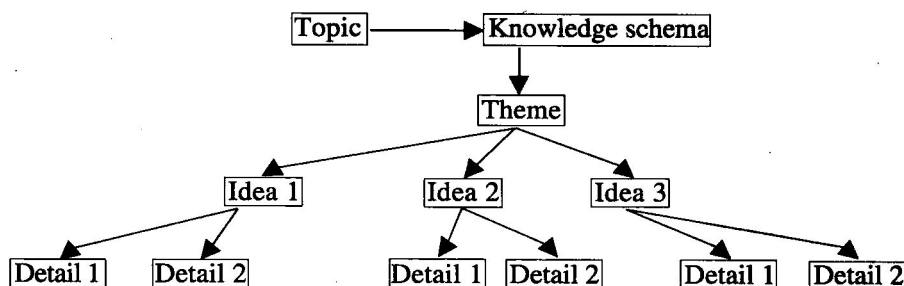 Topic Knowledge schema
Theme
Idea 1 Idea 2 Idea 3
Detail 1 Detail 2 Detail 1 Detail 2 Detail 1 Detail 2